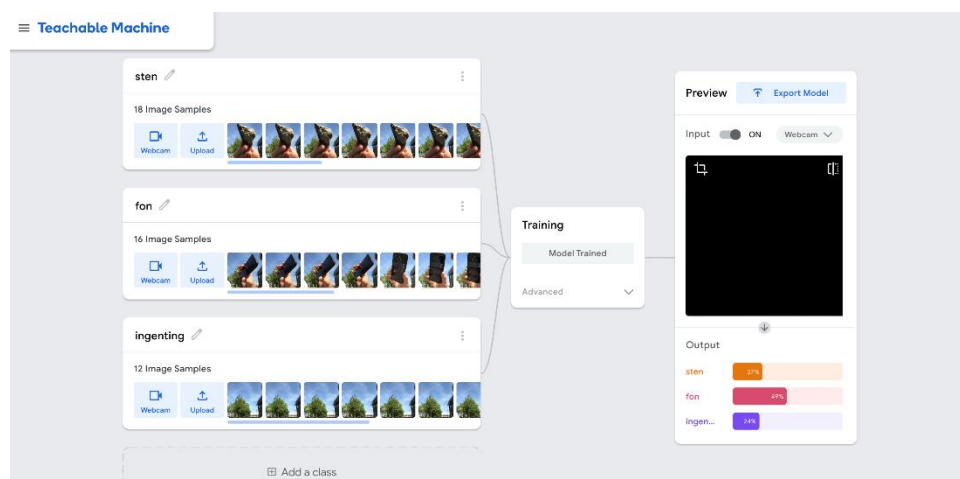 Teachable Machine
sten
18 Image Samples
Webcam
Upload
fon
16 Image Samples
Webcam
Upload
ingenting
12 Image Samples
Webcam
Upload
Add a class
Training
Model Trained
Advanced
Preview
Export Model
Input ON Webcam
Output
sten 27%
fon 49%
Ingen... 24%